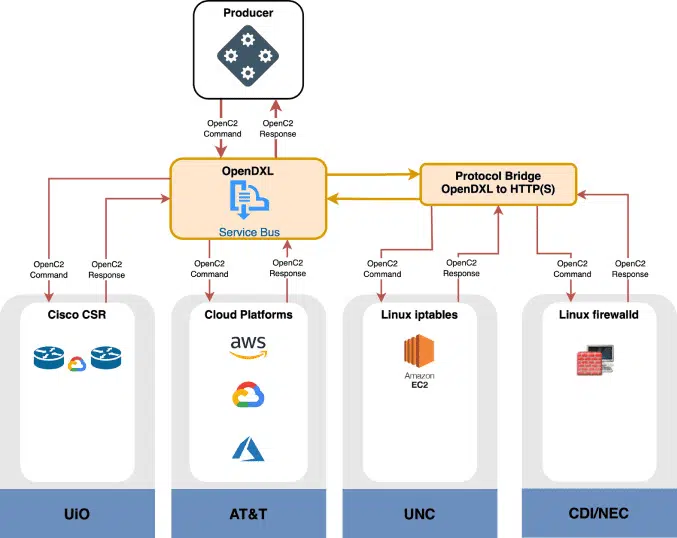 Producer
OpenC2
Command
OpenC2
Response
OpenDXL
Service Bus
Protocol Bridge
OpenDXL to HTTP(S)
OpenC2
Command
OpenC2
Response
OpenC2
Command
OpenC2
Response
OpenC2
Command
OpenC2
Response
OpenC2
Command
OpenC2
Response
Cisco CSR
Cloud Platforms
Linux iptables
Linux firewalld
aws
Amazon
EC2
UiO
AT&T
UNC
CDI/NEC